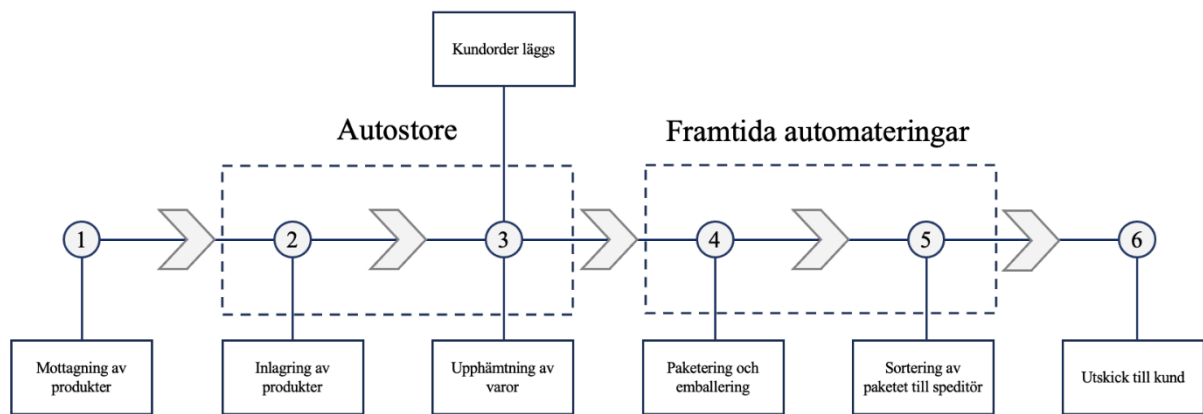 Kundorder läggs
Autostore
Framtida automateringar
1
2
3
4
5
6
Mottagning av
produkter
Inlagring av
produkter
Upphämtning av
varor
Paketering och
emballering
Sortering av
paketet till speditör
Utskick till kund